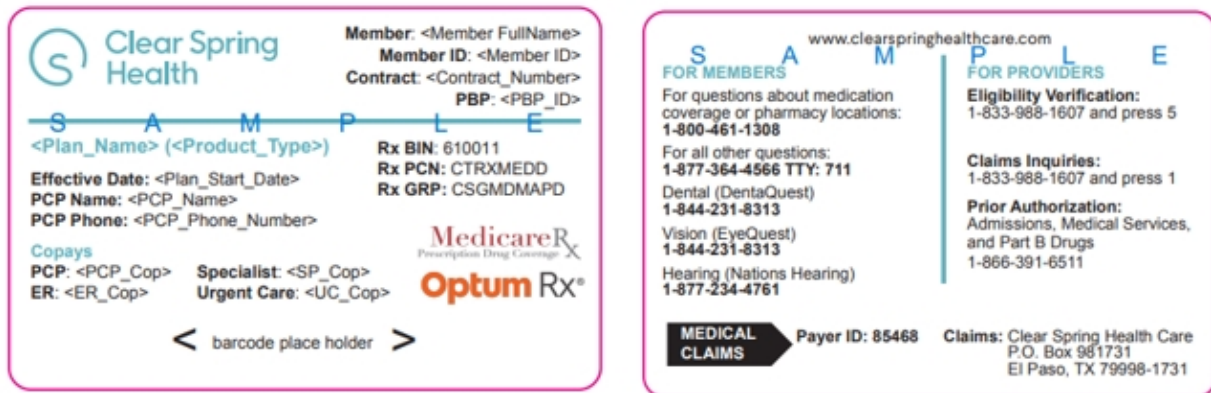 Clear Spring
Health
Member: <Member FullName>
Member ID: <Member ID>
Contract: <Contract_Number>
PBP: <PBP_ID>
S A M P L E
<Plan_Name> (<Product_Type>)
Effective Date: <Plan_Start_Date>
PCP Name: <PCP_Name>
PCP Phone: <PCP_Phone_Number>
Rx BIN: 610011
Rx PCN: CTRXMEDD
Rx GRP: CSGMDMAPD
Copays
PCP: <PCP_Cop> Specialist: <SP_Cop>
ER: <ER_Cop> Urgent Care: <UC_Cop>
MedicareRx
Prescription Drug Coverage X
Optum Rx®
< barcode place holder >
www.clearspringhealthcare.com
S A M P L E
FOR MEMBERS
For questions about medication
coverage or pharmacy locations:
1-800-461-1308
For all other questions:
1-877-364-4566 TTY: 711
Dental (DentaQuest)
1-844-231-8313
Vision (EyeQuest)
1-844-231-8313
Hearing (Nations Hearing)
1-877-234-4761
FOR PROVIDERS
Eligibility Verification:
1-833-988-1607 and press 5
Claims Inquiries:
1-833-988-1607 and press 1
Prior Authorization:
Admissions, Medical Services,
and Part B Drugs
1-866-391-6511
MEDICAL
CLAIMS
Payer ID: 85468
Claims: Clear Spring Health Care
P.O. Box 981731
El Paso, TX 79998-1731